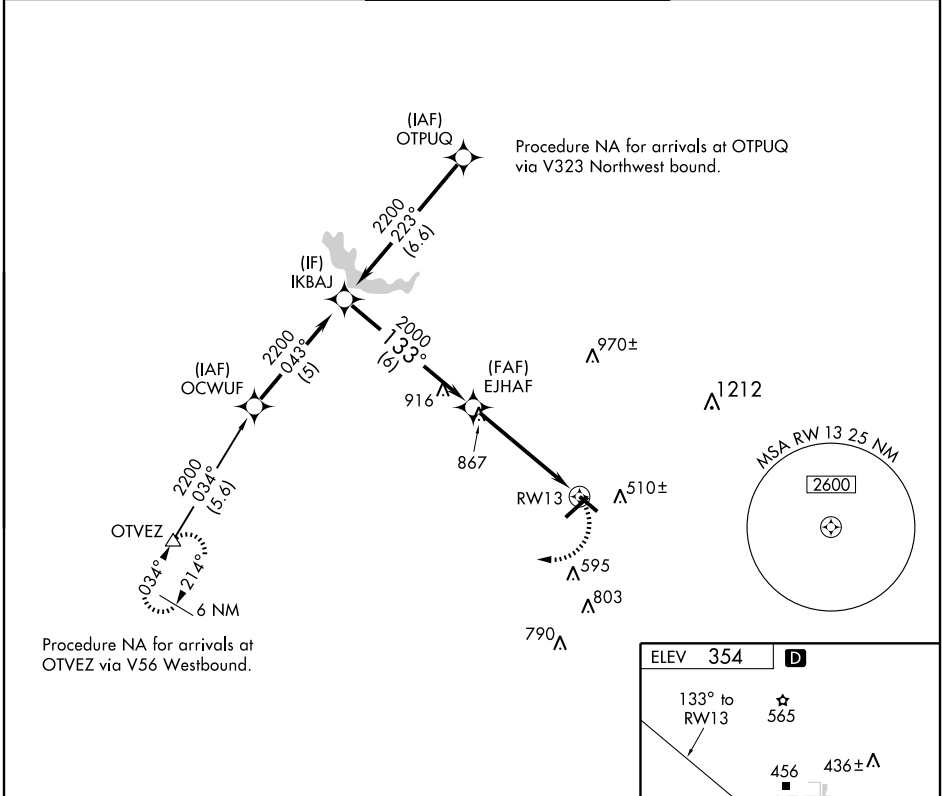 (IAF)
OTPUQ
Procedure NA for arrivals at OTPUQ
via V323 Northwest bound.
2200
223°
(6.6)
(IF)
IKBAJ
2200
043°
(5)
2000
133°
(6)
(IAF)
OCWUF
(FAF)
EJHAF
970±
916
1212
867
MSA RW 13 25 NM
2600
RW13
510±
2200
034°
(5.6)
OTVEZ
034°
214°
6 NM
595
803
790
Procedure NA for arrivals at
OTVEZ via V56 Westbound.
ELEV 354 D
133° to
RW13
565
456
436±